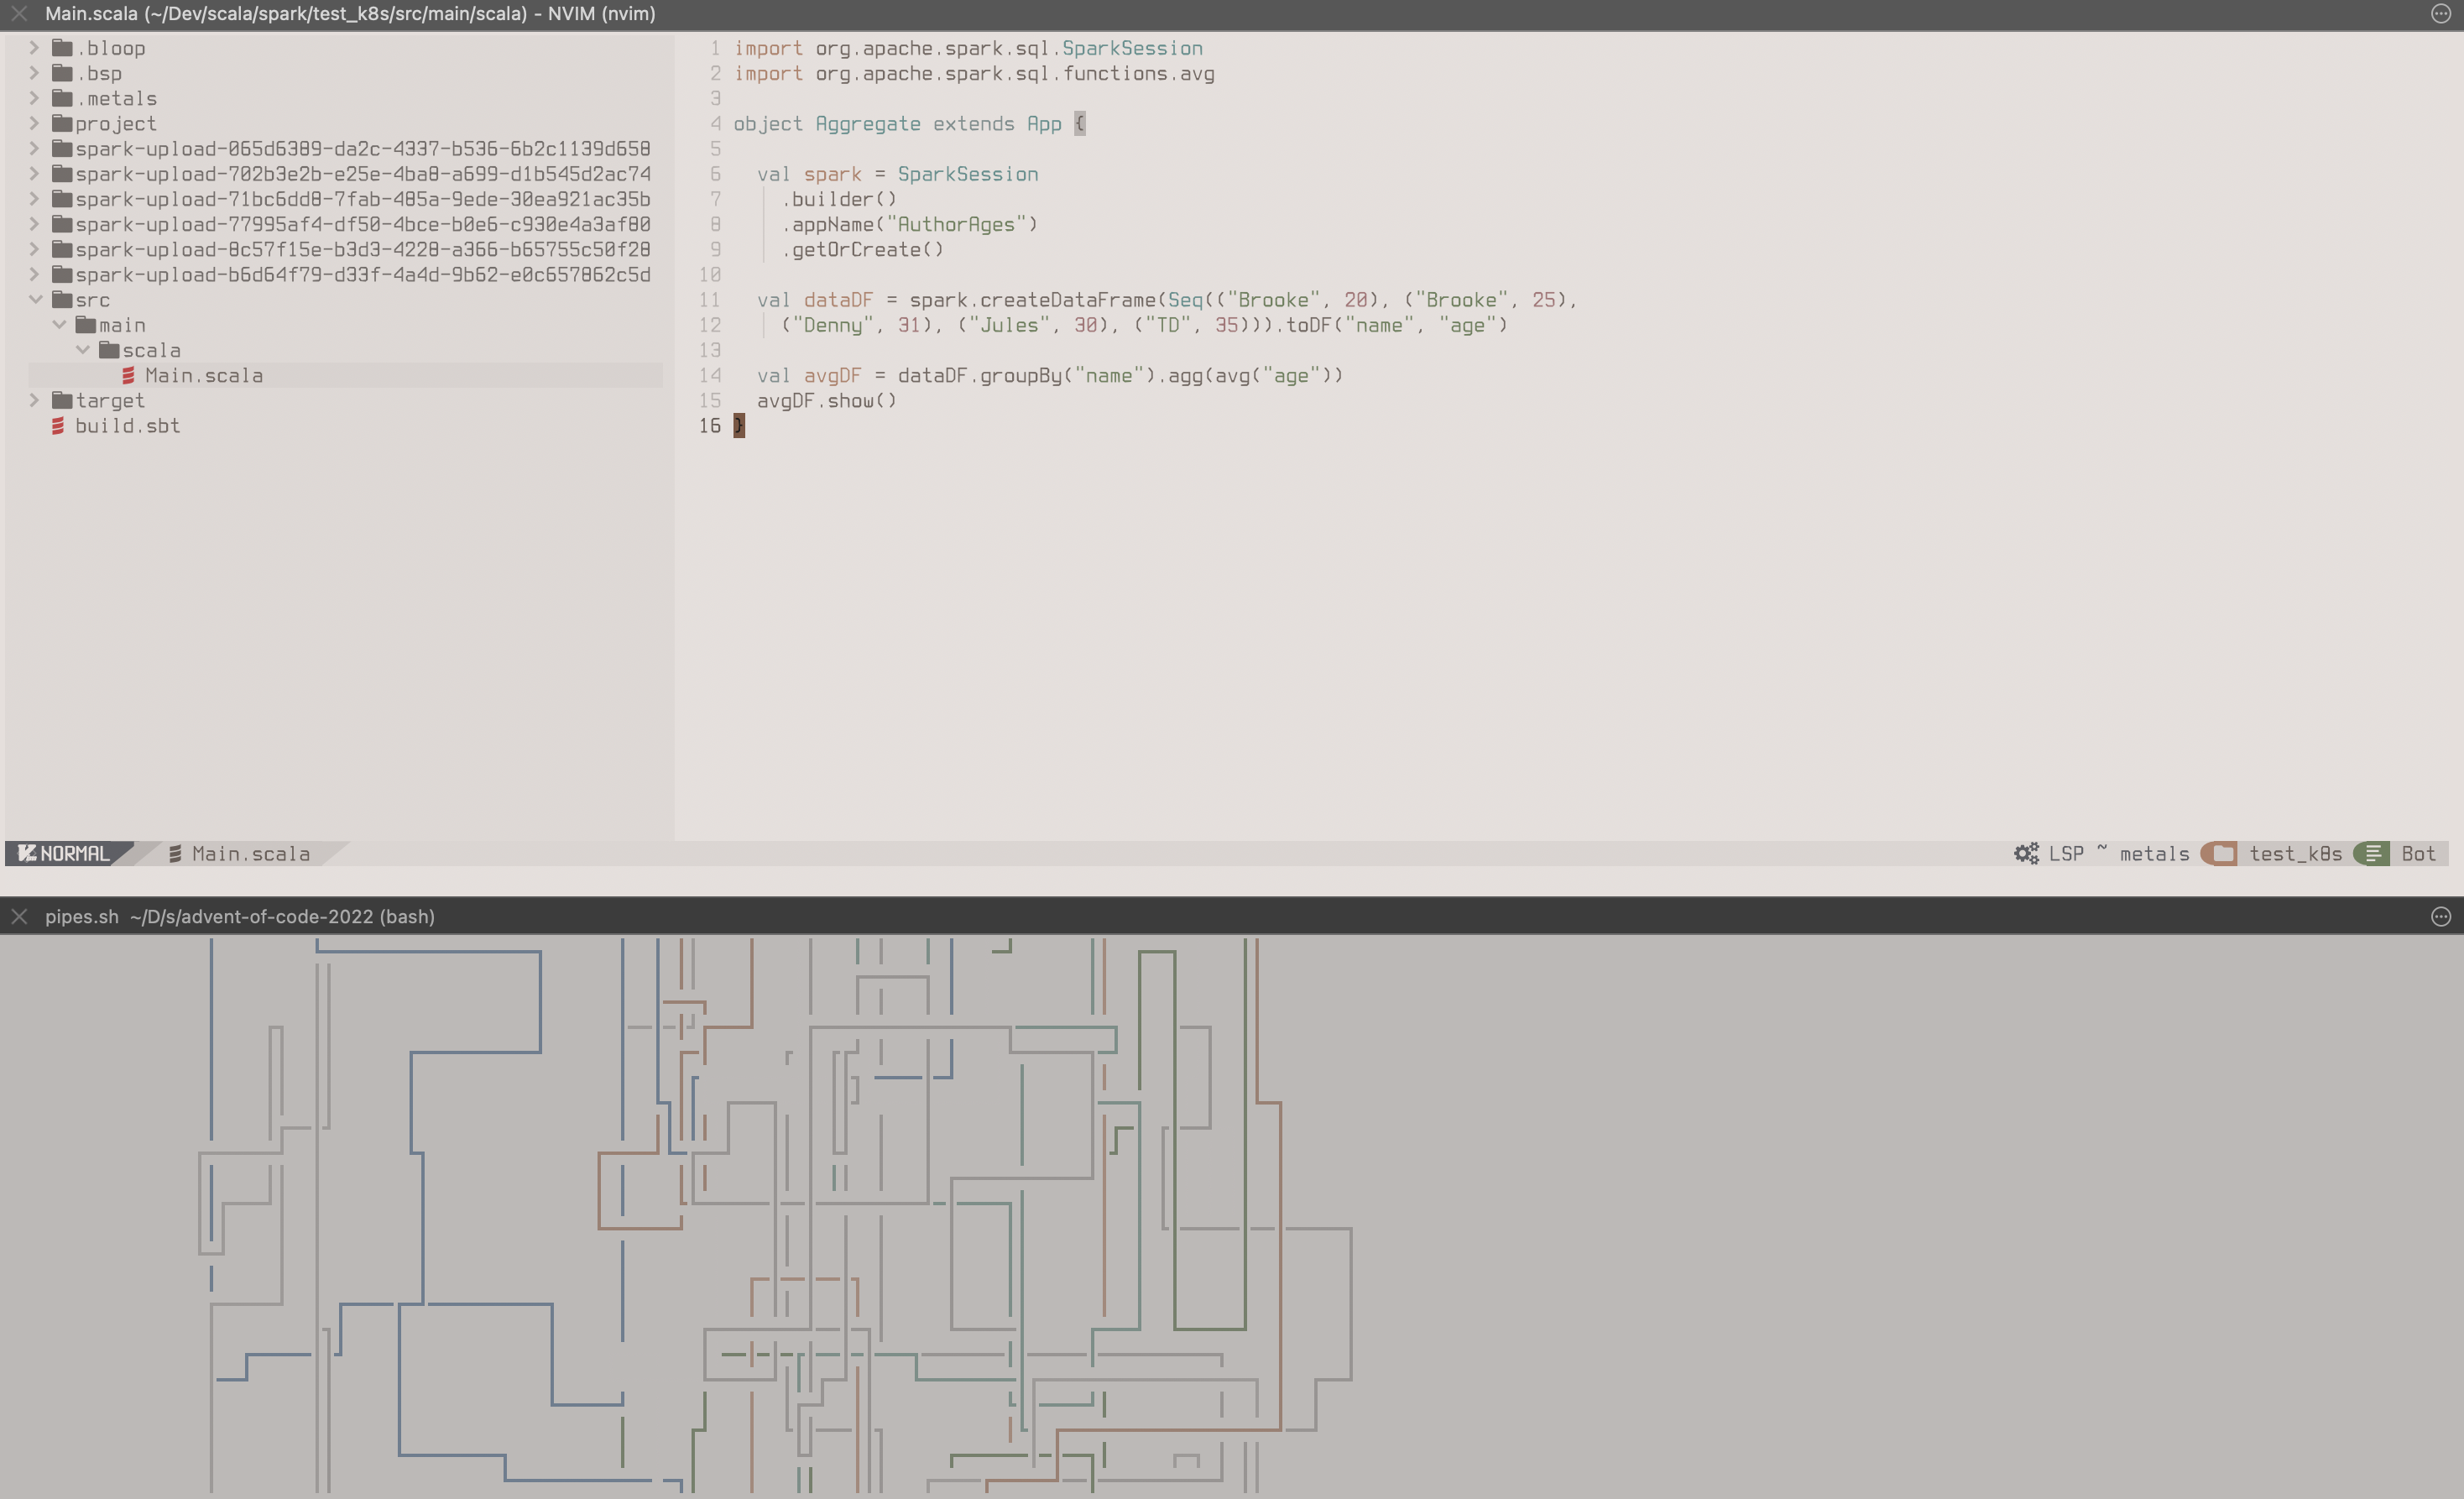 Main.scala (~/Dev/scala/spark/test_k8s/src/main/scala) - NVIM (nvim)
.bloop
.bsp
.metals
project
spark-upload-065d6389-da2c-4337-b536-6b2c1139d658
spark-upload-702b3e2b-e25e-4ba8-a699-d1b545d2ac74
spark-upload-71bc6dd8-7fab-485a-9ede-30ea921ac35b
spark-upload-77995af4-df50-4bce-b0e6-c930e4a3af80
spark-upload-8c57f15e-b3d3-4228-a366-b65755c50f28
spark-upload-b6d64f79-d33f-4a4d-9b62-e0c657862c5d
src
main
scala
Main.scala
target
build.sbt
1 import org.apache.spark.sql.SparkSession
2 import org.apache.spark.sql.functions.avg
3
4 object Aggregate extends App {
5
6   val spark = SparkSession
7     .builder()
8     .appName("AuthorAges")
9     .getOrCreate()
10
11   val dataDF = spark.createDataFrame(Seq(("Brooke", 20), ("Brooke", 25),
12     ("Denny", 31), ("Jules", 30), ("TD", 35))).toDF("name", "age")
13
14   val avgDF = dataDF.groupBy("name").agg(avg("age"))
15   avgDF.show()
16 }
NORMAL Main.scala LSP ~ metals test_k8s Bot
pipes.sh ~/D/s/advent-of-code-2022 (bash)